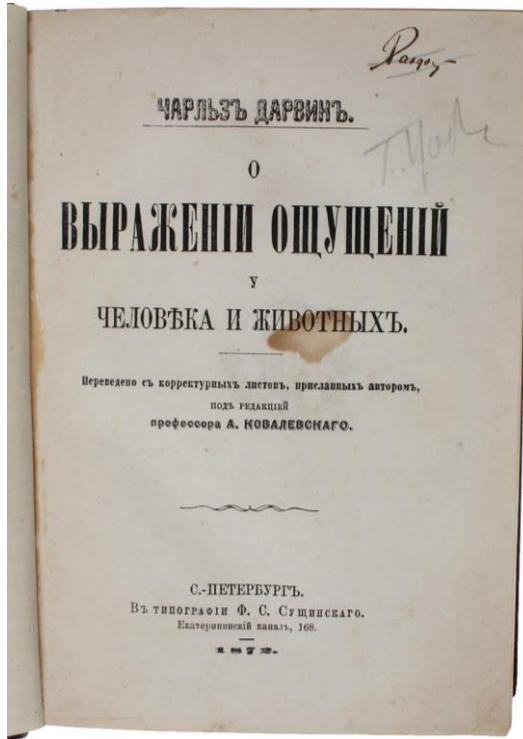 ЧАРЛЬЗЪ ДАРВИНЪ.
О
ВЫРАЖЕНІИ ОЩУЩЕНІЙ
У
ЧЕЛОВѢКА И ЖИВОТНЫХЪ.
Переведено съ корректурныхъ листовъ, присланныхъ авторомъ,
ПОДЪ РЕДАКЦІЕЙ
профессора А. КОВАЛЕВСКАГО.
С.-ПЕТЕРБУРГЪ.
Въ типографіи Ф. С. Сущинскаго.
Екатерининскій каналъ, 168.
1872.